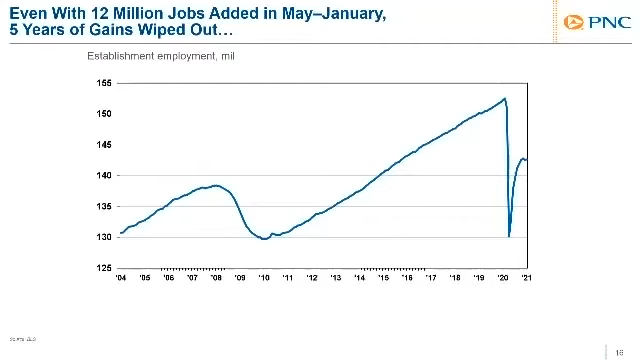 Even With 12 Million Jobs Added in May–January,
5 Years of Gains Wiped Out…
PNC
Establishment employment, mil
155
150
145
140
135
130
125
'04 '05 '06 '07 '08 '09 '10 '11 '12 '13 '14 '15 '16 '17 '18 '19 '20 '21
16